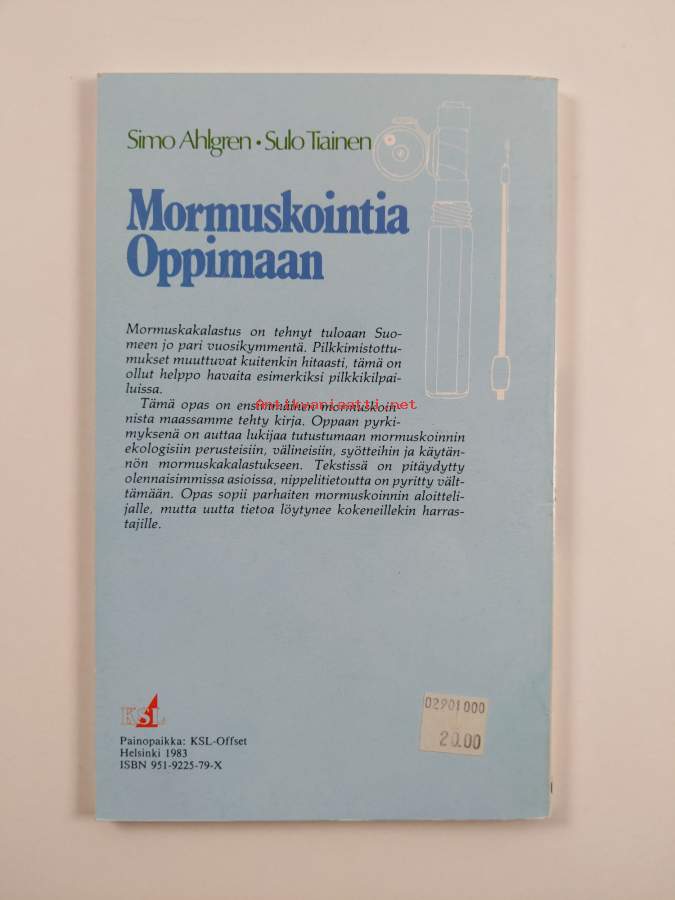 Simo Ahlgren • Sulo Tiainen
Mormuskointia
Oppimaan
Mormuskakalastus on tehnyt tuloaan Suo-
meen jo pari vuosikymmentä. Pilkkimistottu-
mukset muuttuvat kuitenkin hitaasti, tämä on
ollut helppo havaita esimerkiksi pilkkikilpai-
luissa.
Tämä opas on ensimmäinen mormuskoin-
antikvariaatti.net
nista maassamme tehty kirja. Oppaan pyrki-
myksenä on auttaa lukijaa tutustumaan mormuskoinnin
ekologisiin perusteisiin, välineisiin, syötteihin ja käytän-
nön mormuskakalastukseen. Tekstissä on pitäydytty
olennaisimmissa asioissa, nippelitietoutta on pyritty vält-
tämään. Opas sopii parhaiten mormuskoinnin aloitteli-
jalle, mutta uutta tietoa löytynee kokeneillekin harras-
tajille.
KSL
Painopaikka: KSL-Offset
Helsinki 1983
ISBN 951-9225-79-X
02901000
20.00